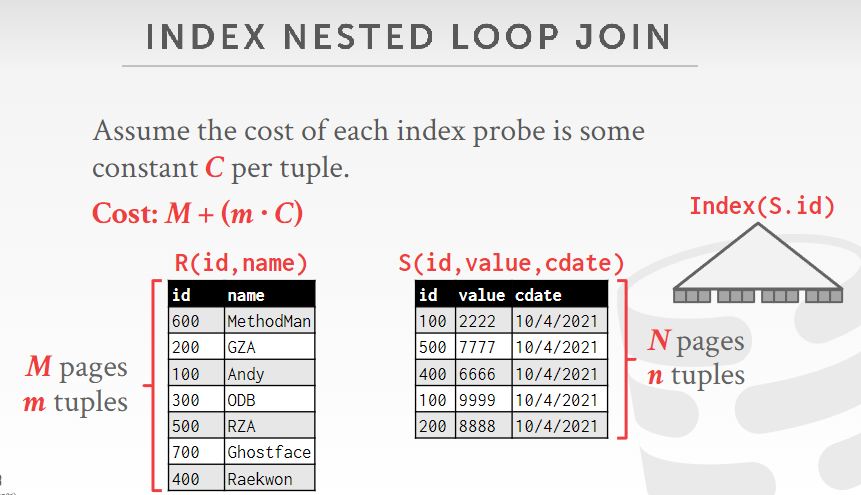 INDEX NESTED LOOP JOIN
Assume the cost of each index probe is some
constant C per tuple.
Cost: M + (m · C)
Index(S.id)
R(id,name)
id name
600 MethodMan
200 GZA
100 Andy
300 ODB
500 RZA
700 Ghostface
400 Raekwon
M pages
m tuples
S(id,value,cdate)
id value cdate
100 2222 10/4/2021
500 7777 10/4/2021
400 6666 10/4/2021
100 9999 10/4/2021
200 8888 10/4/2021
N pages
n tuples